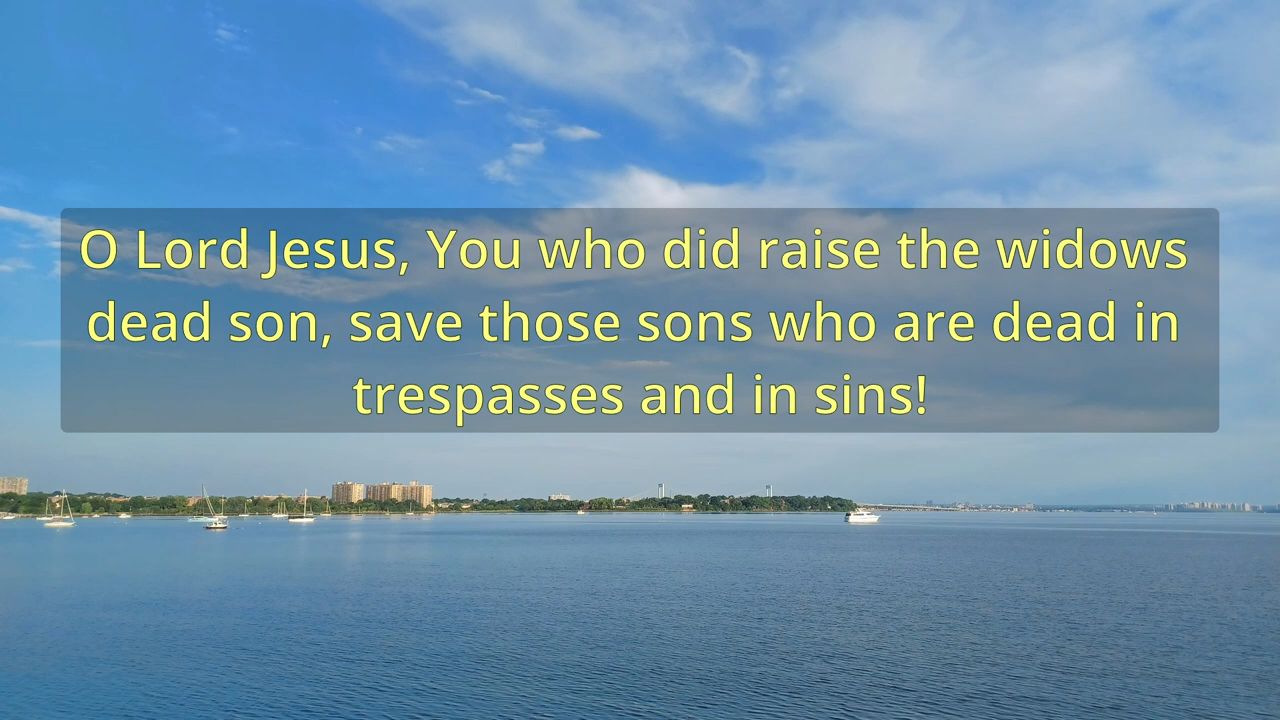 O Lord Jesus, You who did raise the widows
dead son, save those sons who are dead in
trespasses and in sins!